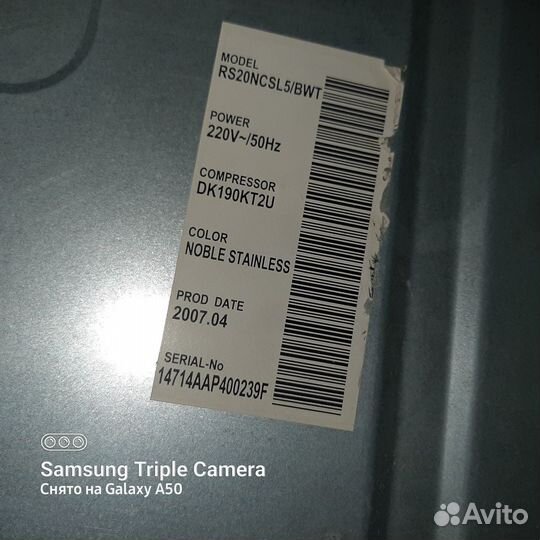 MODEL
RS20NCSL5/BWT
POWER
220V~/50Hz
COMPRESSOR
DK190KT2U
COLOR
NOBLE STAINLESS
PROD DATE
2007.04
SERIAL-No
14714AAP400239F
Samsung Triple Camera
Снято на Galaxy A50
Avito